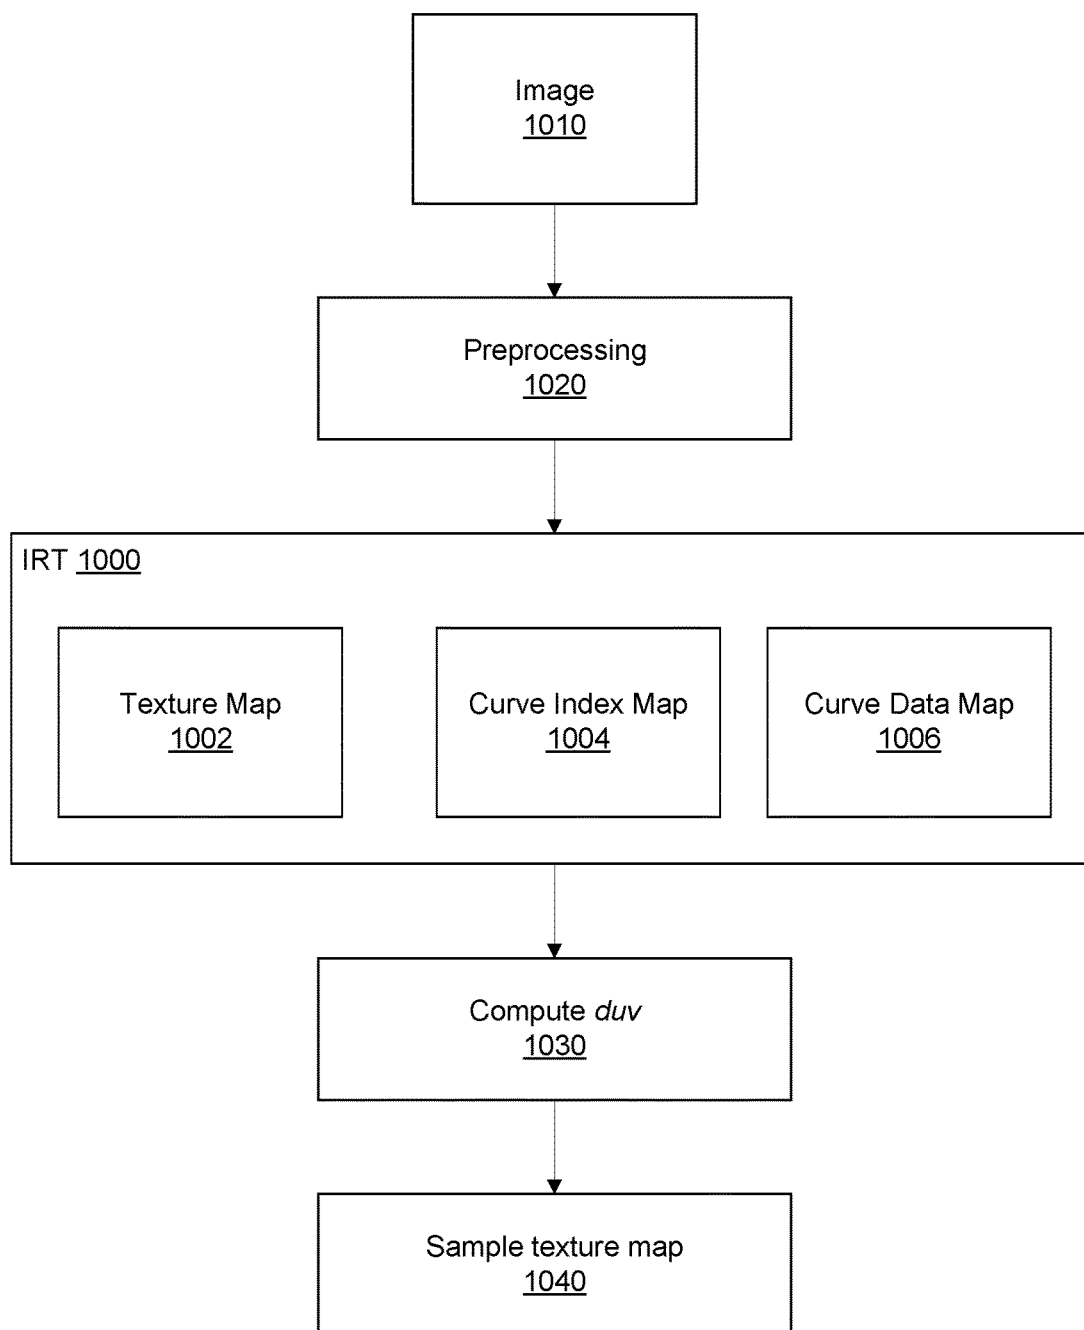 Image
1010
Preprocessing
1020
IRT 1000
Texture Map
1002
Curve Index Map
1004
Curve Data Map
1006
Compute duv
1030
Sample texture map
1040